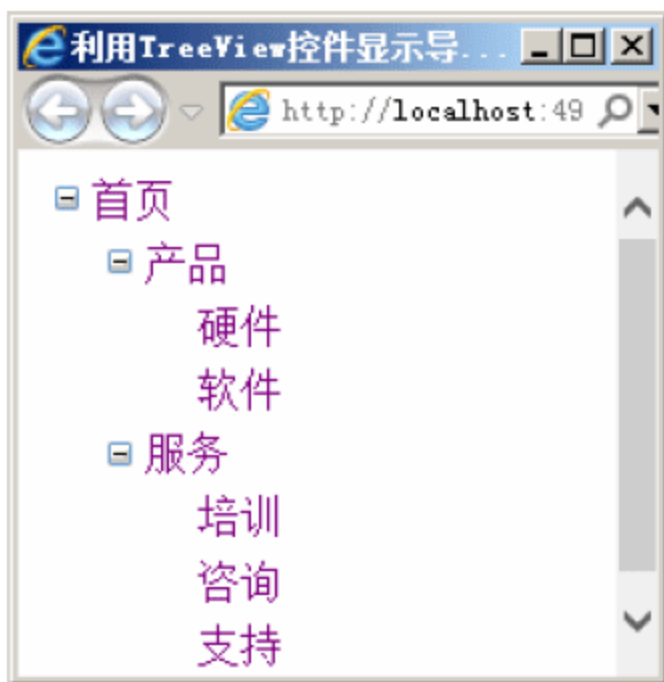 利用TreeView控件显示导...
http://localhost:49
首页
产品
硬件
软件
服务
培训
咨询
支持